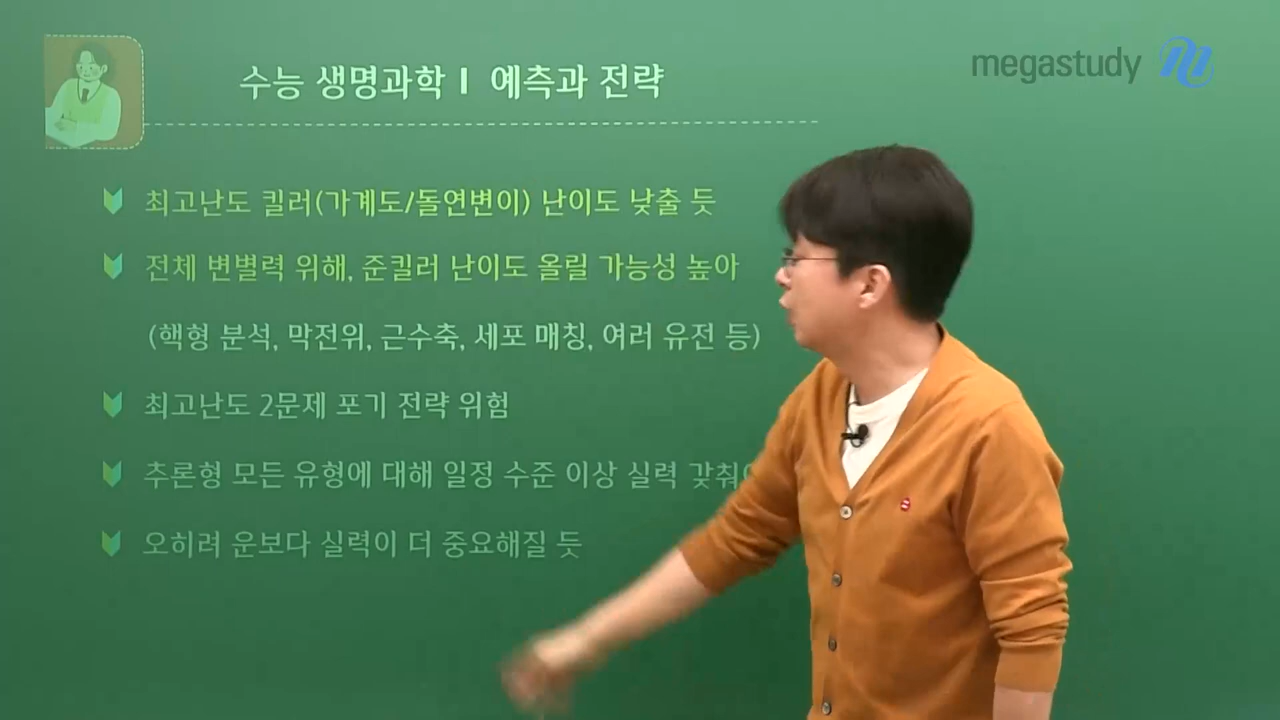 수능 생명과학 I 예측과 전략
megastudy
최고난도 킬러(가계도/돌연변이) 난이도 낮출 듯
전체 변별력 위해, 준킬러 난이도 올릴 가능성 높아
(핵형 분석, 막전위, 근수축, 세포 매칭, 여러 유전 등)
최고난도 2문제 포기 전략 위험
추론형 모든 유형에 대해 일정 수준 이상 실력 갖춰
오히려 운보다 실력이 더 중요해질 듯